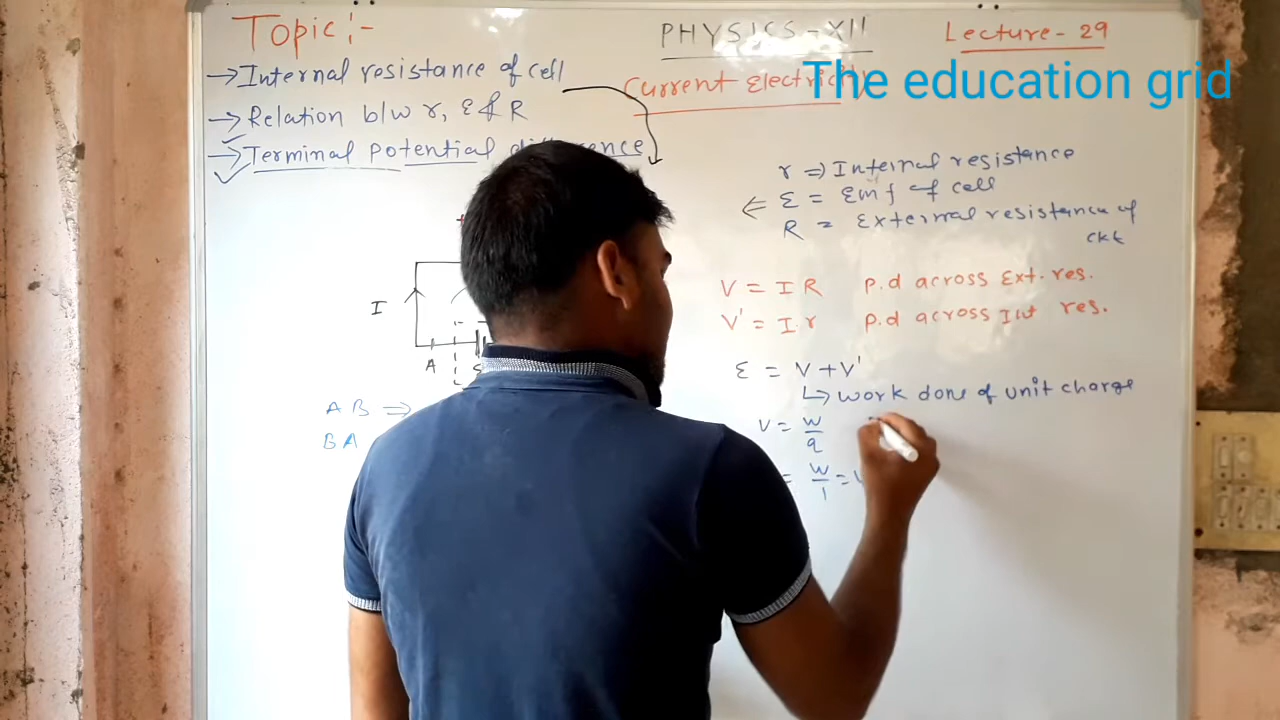 Topic:-
PHYSICS-XII
Lecture-29
→Internal resistance of cell
Current Electricity
The education grid
→Relation b/w r, ε & R
→Terminal potential difference
r ⇒ Internal resistance
ε = Emf of cell
R = External resistance of
ckt
V = IR p.d across Ext. res.
V' = Ir p.d across Int res.
ε = V + V'
↳ work done of unit charge
V = W/q
= W/1 =
I
A
AB ⇒
BA